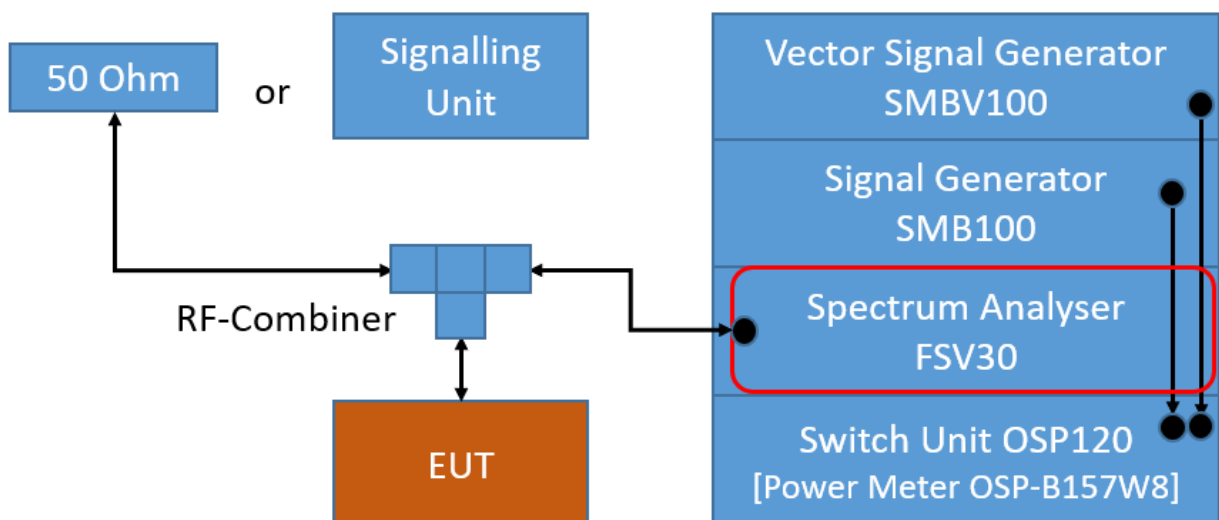 50 Ohm
or
Signalling
Unit
Vector Signal Generator
SMBV100
Signal Generator
SMB100
RF-Combiner
Spectrum Analyser
FSV30
EUT
Switch Unit OSP120
[Power Meter OSP-B157W8]